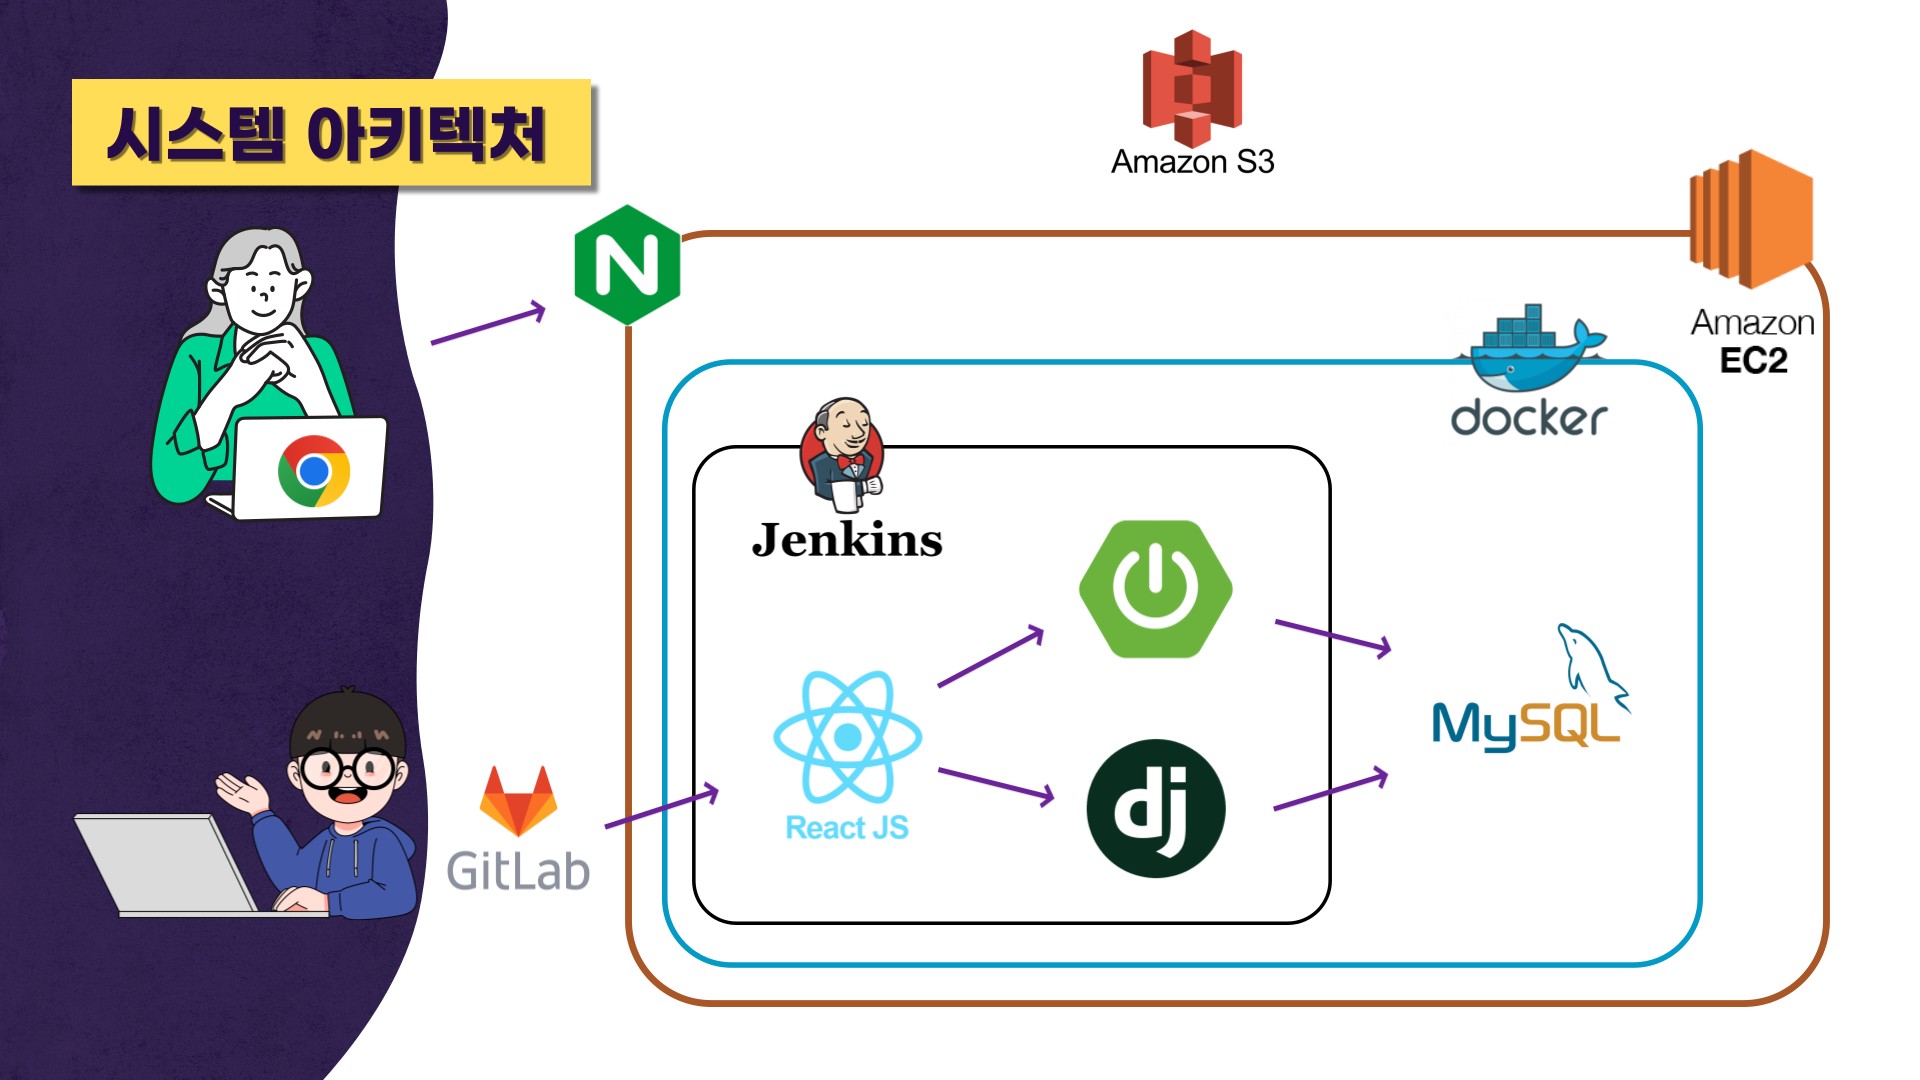 시스템 아키텍처
Amazon S3
N
Amazon
EC2
docker
Jenkins
React JS
dj
MySQL
GitLab